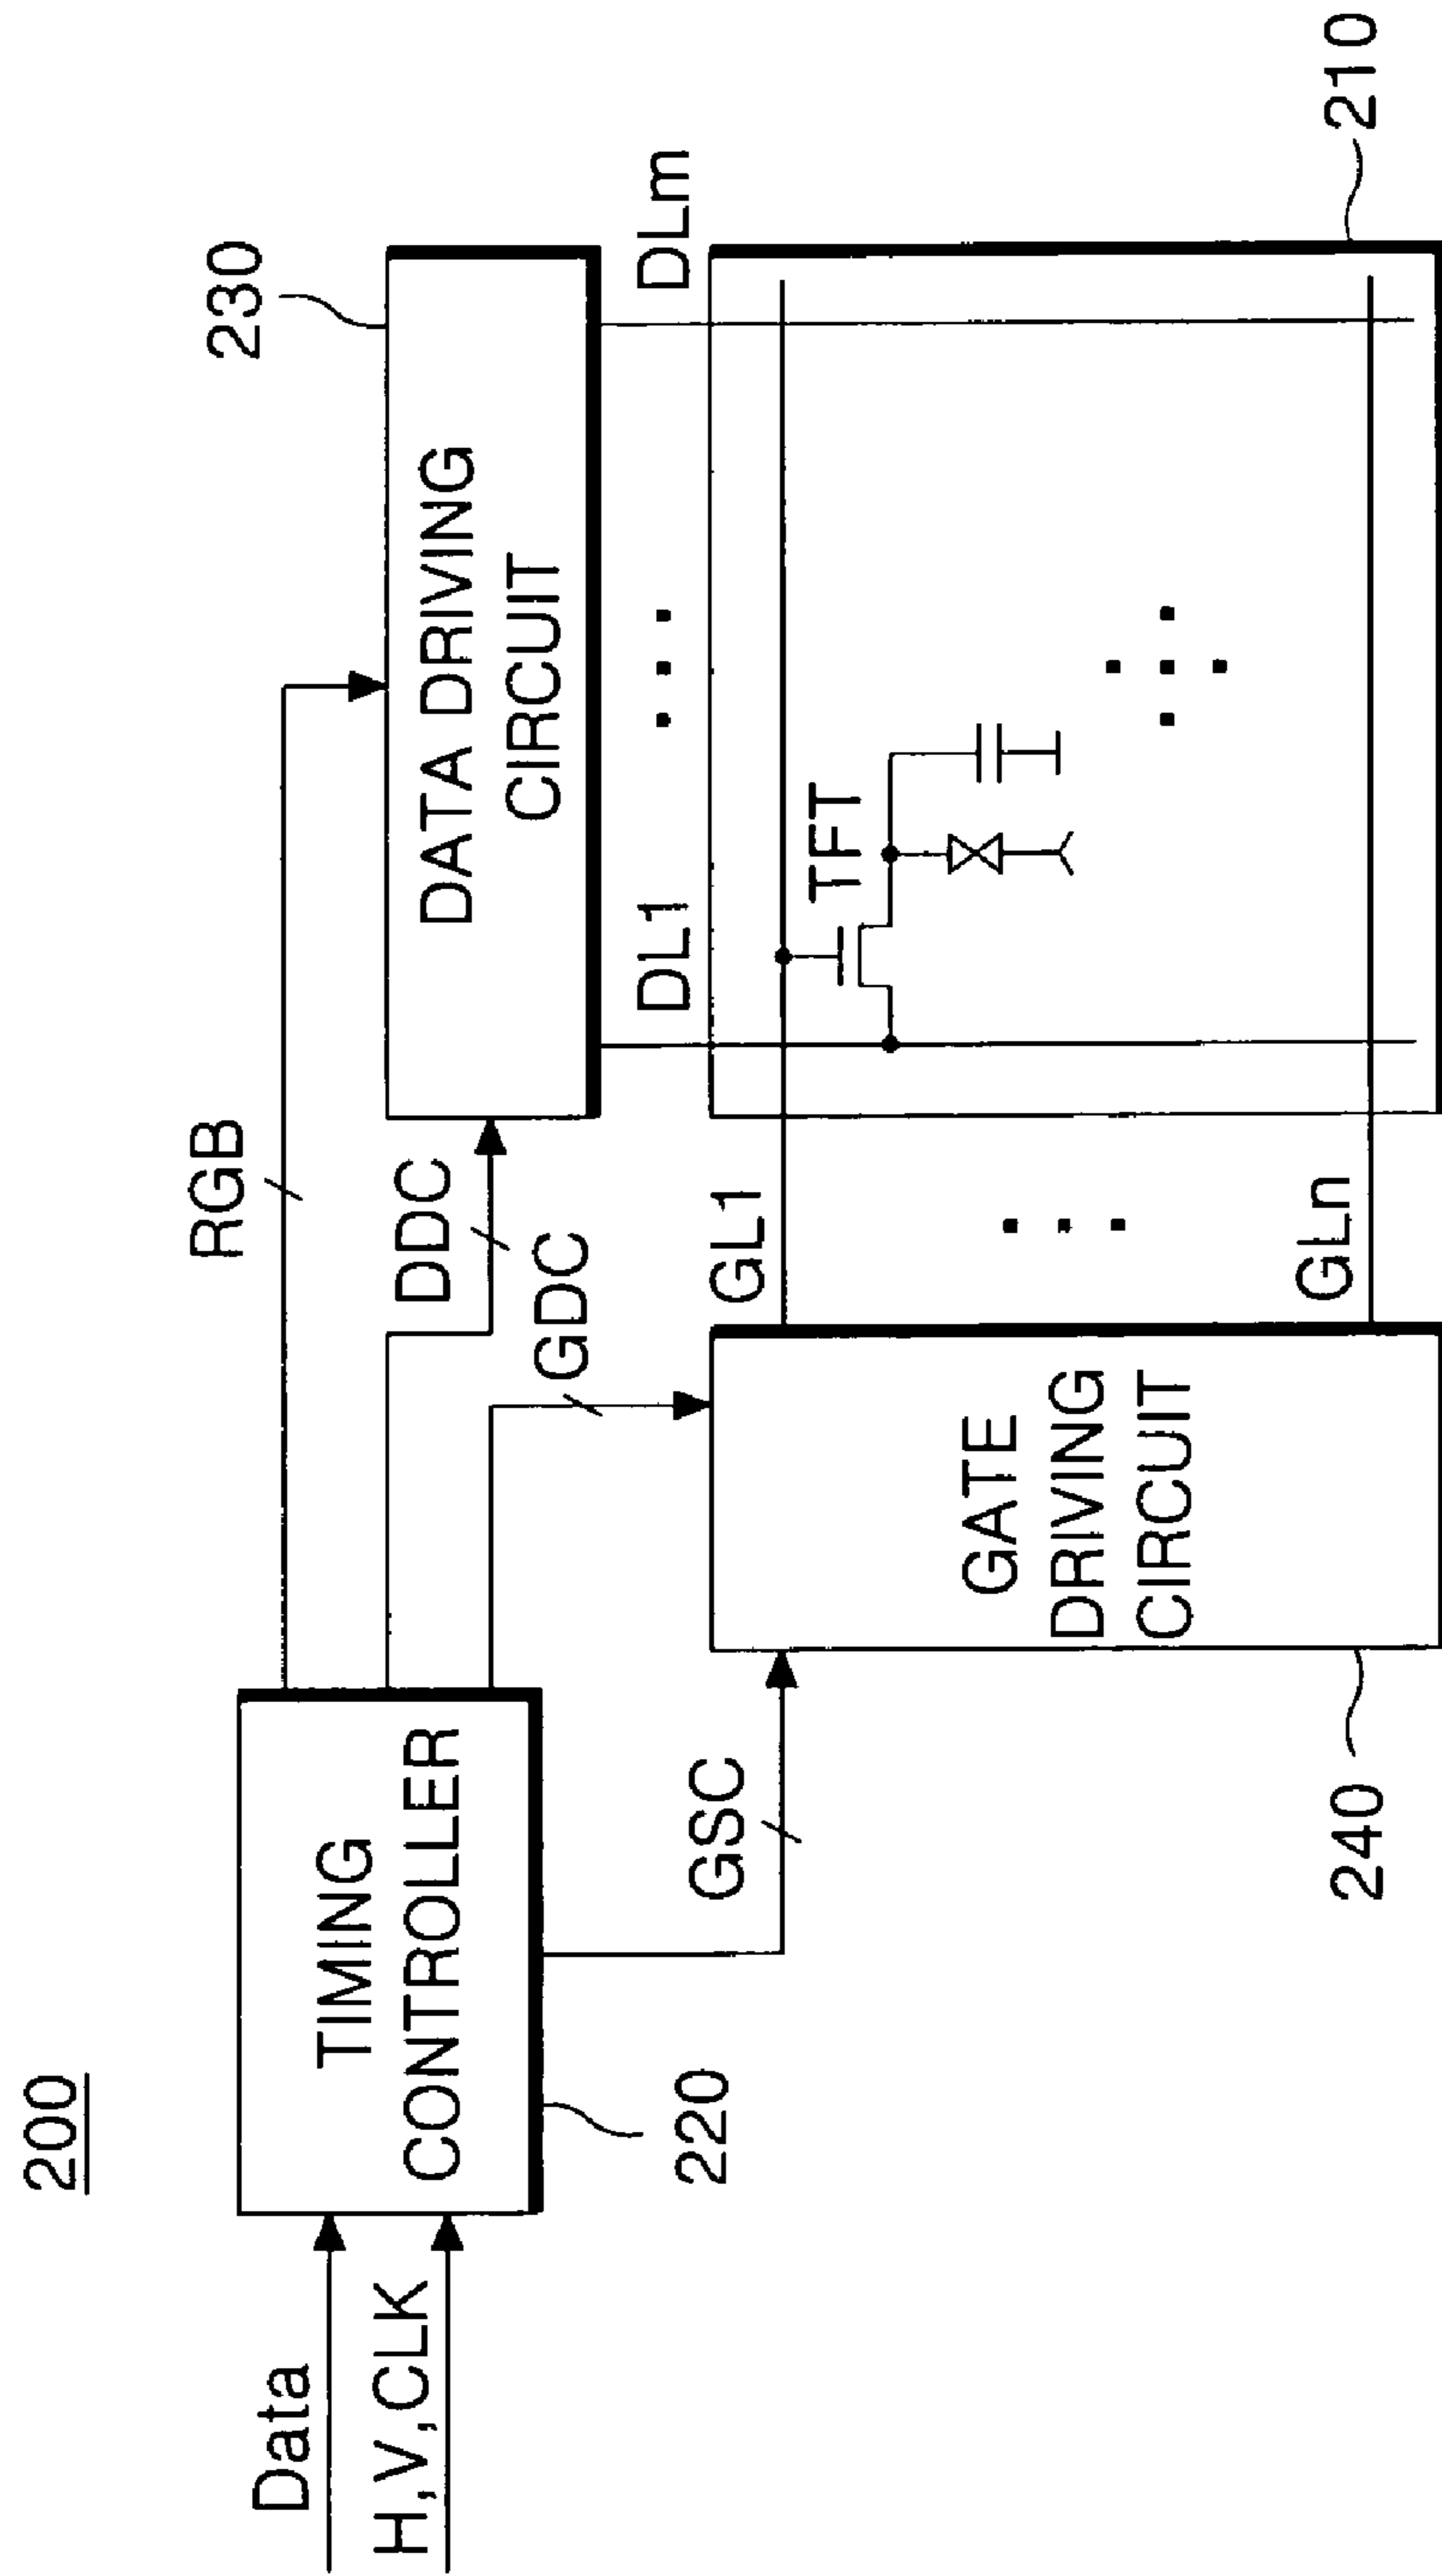 200
Data
H,V,CLK
TIMING
CONTROLLER
220
RGB
DDC
GDC
GSC
230
DATA DRIVING
CIRCUIT
DL1
DLm
GATE
DRIVING
CIRCUIT
240
GL1
GLn
TFT
210